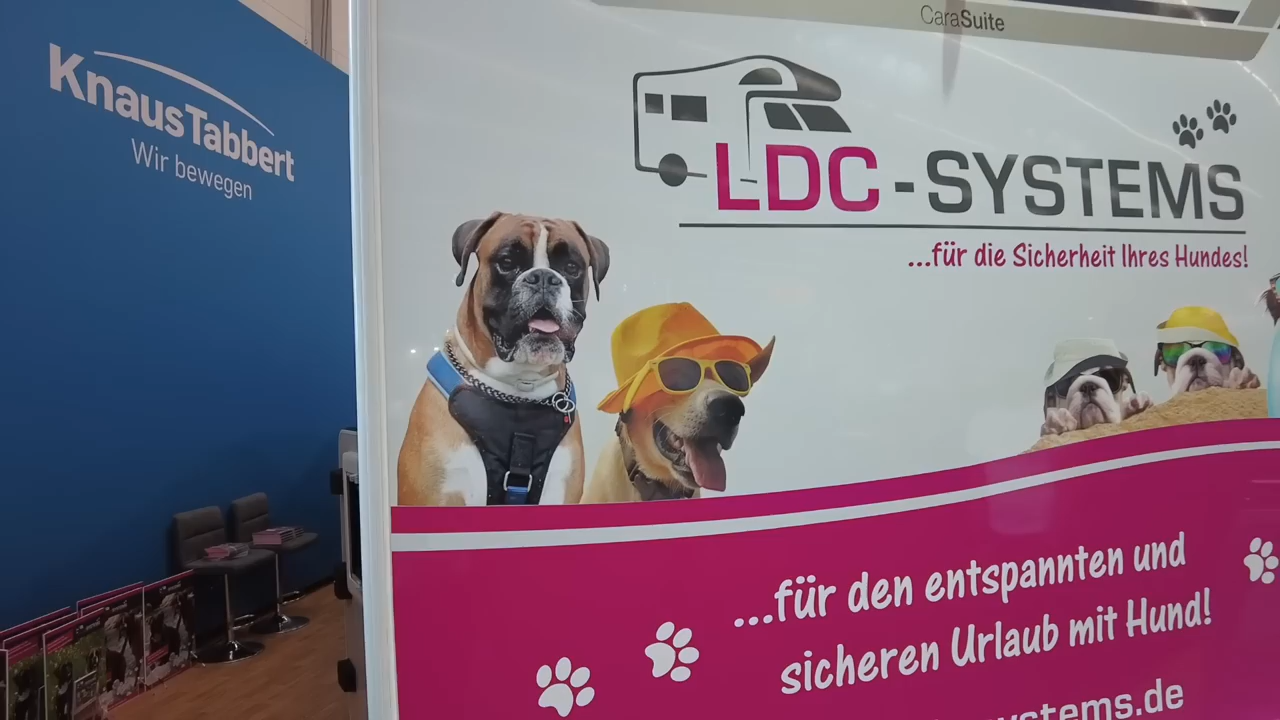 KnausTabbert
Wir bewegen
CaraSuite
LDC-SYSTEMS
...für die Sicherheit Ihres Hundes!
...für den entspannten und
sicheren Urlaub mit Hund!
ystems.de